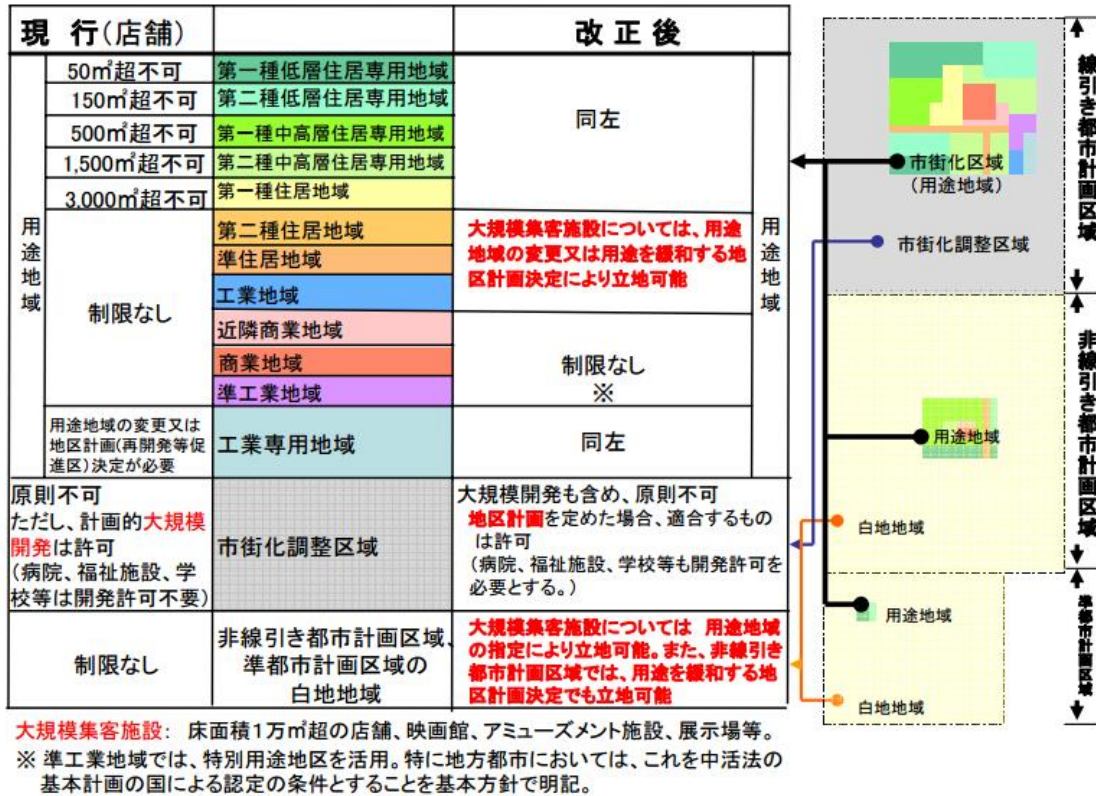 現 行(店舗)
改正後
用途地域
50㎡超不可
第一種低層住居専用地域
150㎡超不可
第二種低層住居専用地域
500㎡超不可
第一種中高層住居専用地域
1,500㎡超不可
第二種中高層住居専用地域
3,000㎡超不可
第一種住居地域
同左
制限なし
第二種住居地域
準住居地域
工業地域
大規模集客施設については、用途
地域の変更又は用途を緩和する地
区計画決定により立地可能
近隣商業地域
商業地域
準工業地域
制限なし
※
用途地域の変更又は
地区計画(再開発等促
進区)決定が必要
工業専用地域
同左
用途地域
原則不可
ただし、計画的大規模
開発は許可
(病院、福祉施設、学
校等は開発許可不要)
市街化調整区域
大規模開発も含め、原則不可
地区計画を定めた場合、適合するもの
は許可
(病院、福祉施設、学校等も開発許可を
必要とする。)
制限なし
非線引き都市計画区域、
準都市計画区域の
白地地域
大規模集客施設については 用途地域
の指定により立地可能。また、非線引き
都市計画区域では、用途を緩和する地
区計画決定でも立地可能
市街化区域
(用途地域)
市街化調整区域
線引き都市計画区域
用途地域
白地地域
非線引き都市計画区域
用途地域
白地地域
準都市計画区域
大規模集客施設: 床面積1万㎡超の店舗、映画館、アミューズメント施設、展示場等。
※ 準工業地域では、特別用途地区を活用。特に地方都市においては、これを中活法の
基本計画の国による認定の条件とすることを基本方針で明記。